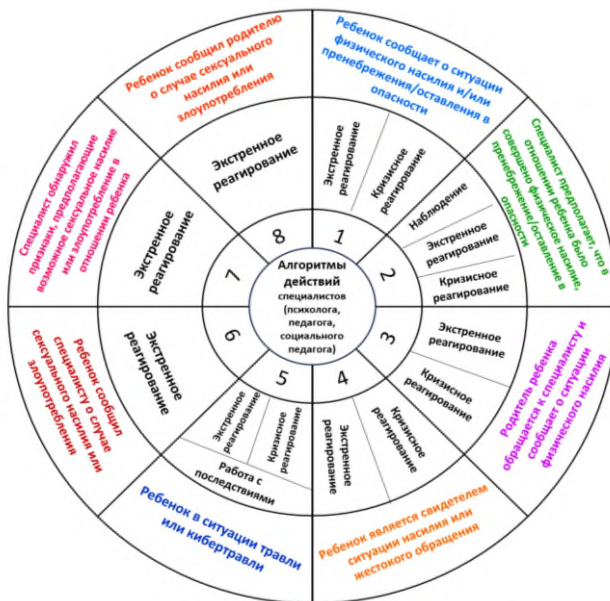 Алгоритмы
действий
специалистов
(психолога,
педагога,
социального
педагога)
1
Ребенок сообщает о ситуации
физического насилия и/или
пренебрежения/оставления в
опасности
Экстренное
реагирование
Кризисное
реагирование
2
Специалист предполагает, что в
отношении ребенка было
совершено физическое насилие,
пренебрежение/оставление в
опасности
Наблюдение
Экстренное
реагирование
Кризисное
реагирование
3
Родитель ребенка
обращается к специалисту и
сообщает о ситуации
физического насилия
Экстренное
реагирование
Кризисное
реагирование
4
Ребенок является свидетелем
ситуации насилия или
жестокого обращения
Кризисное
реагирование
Экстренное
реагирование
5
Ребенок в ситуации травли
или кибертравли
Экстренное
реагирование
Кризисное
реагирование
Работа с
последствиями
6
Ребенок сообщил
специалисту о случае
сексуального насилия или
злоупотребления
Экстренное
реагирование
7
Специалист обнаружил
признаки, предполагающие
возможное сексуальное насилие
или злоупотребление в
отношении ребенка
Экстренное
реагирование
8
Ребенок сообщил родителю
о случае сексуального
насилия или
злоупотребления
Экстренное
реагирование